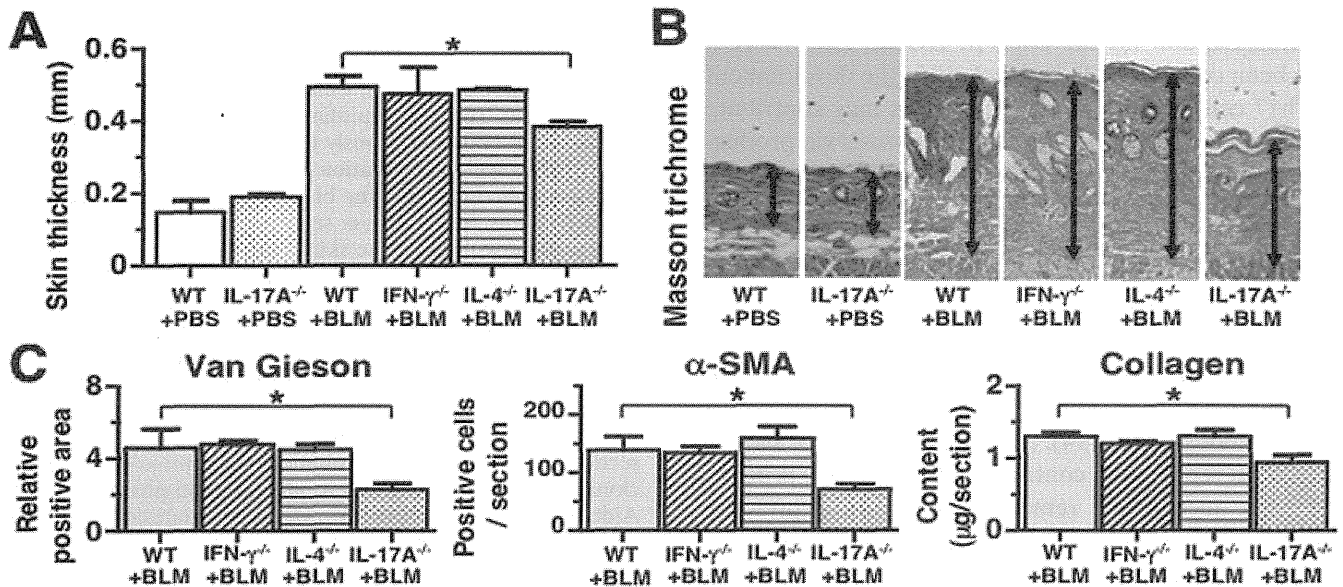 A
Skin thickness (mm)
0.6
0.4
0.2
0
*
WT IL-17A-/- WT IFN-γ-/- IL-4-/- IL-17A-/-
+PBS +PBS +BLM +BLM +BLM +BLM
B
Masson trichrome
WT IL-17A-/- WT IFN-γ-/- IL-4-/- IL-17A-/-
+PBS +PBS +BLM +BLM +BLM +BLM
C
Van Gieson
Relative
positive area
8
4
0
*
WT IFN-γ-/- IL-4-/- IL-17A-/-
+BLM +BLM +BLM +BLM
α-SMA
Positive cells
/ section
200
100
0
*
WT IFN-γ-/- IL-4-/- IL-17A-/-
+BLM +BLM +BLM +BLM
Collagen
Content
(μg/section)
2
1
0
*
WT IFN-γ-/- IL-4-/- IL-17A-/-
+BLM +BLM +BLM +BLM